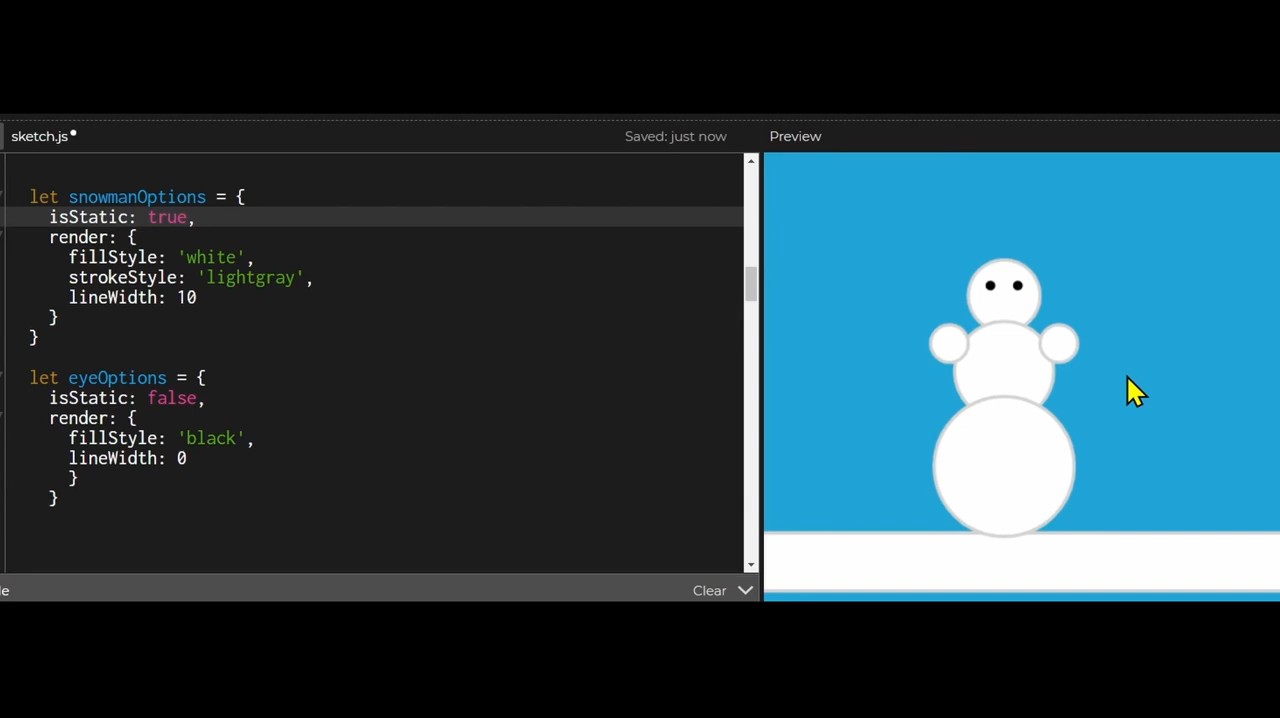 sketch.js
Saved: just now
Preview
let snowmanOptions = {
isStatic: true,
render: {
fillStyle: 'white',
strokeStyle: 'lightgray',
lineWidth: 10
}
}
let eyeOptions = {
isStatic: false,
render: {
fillStyle: 'black',
lineWidth: 0
}
}
le
Clear